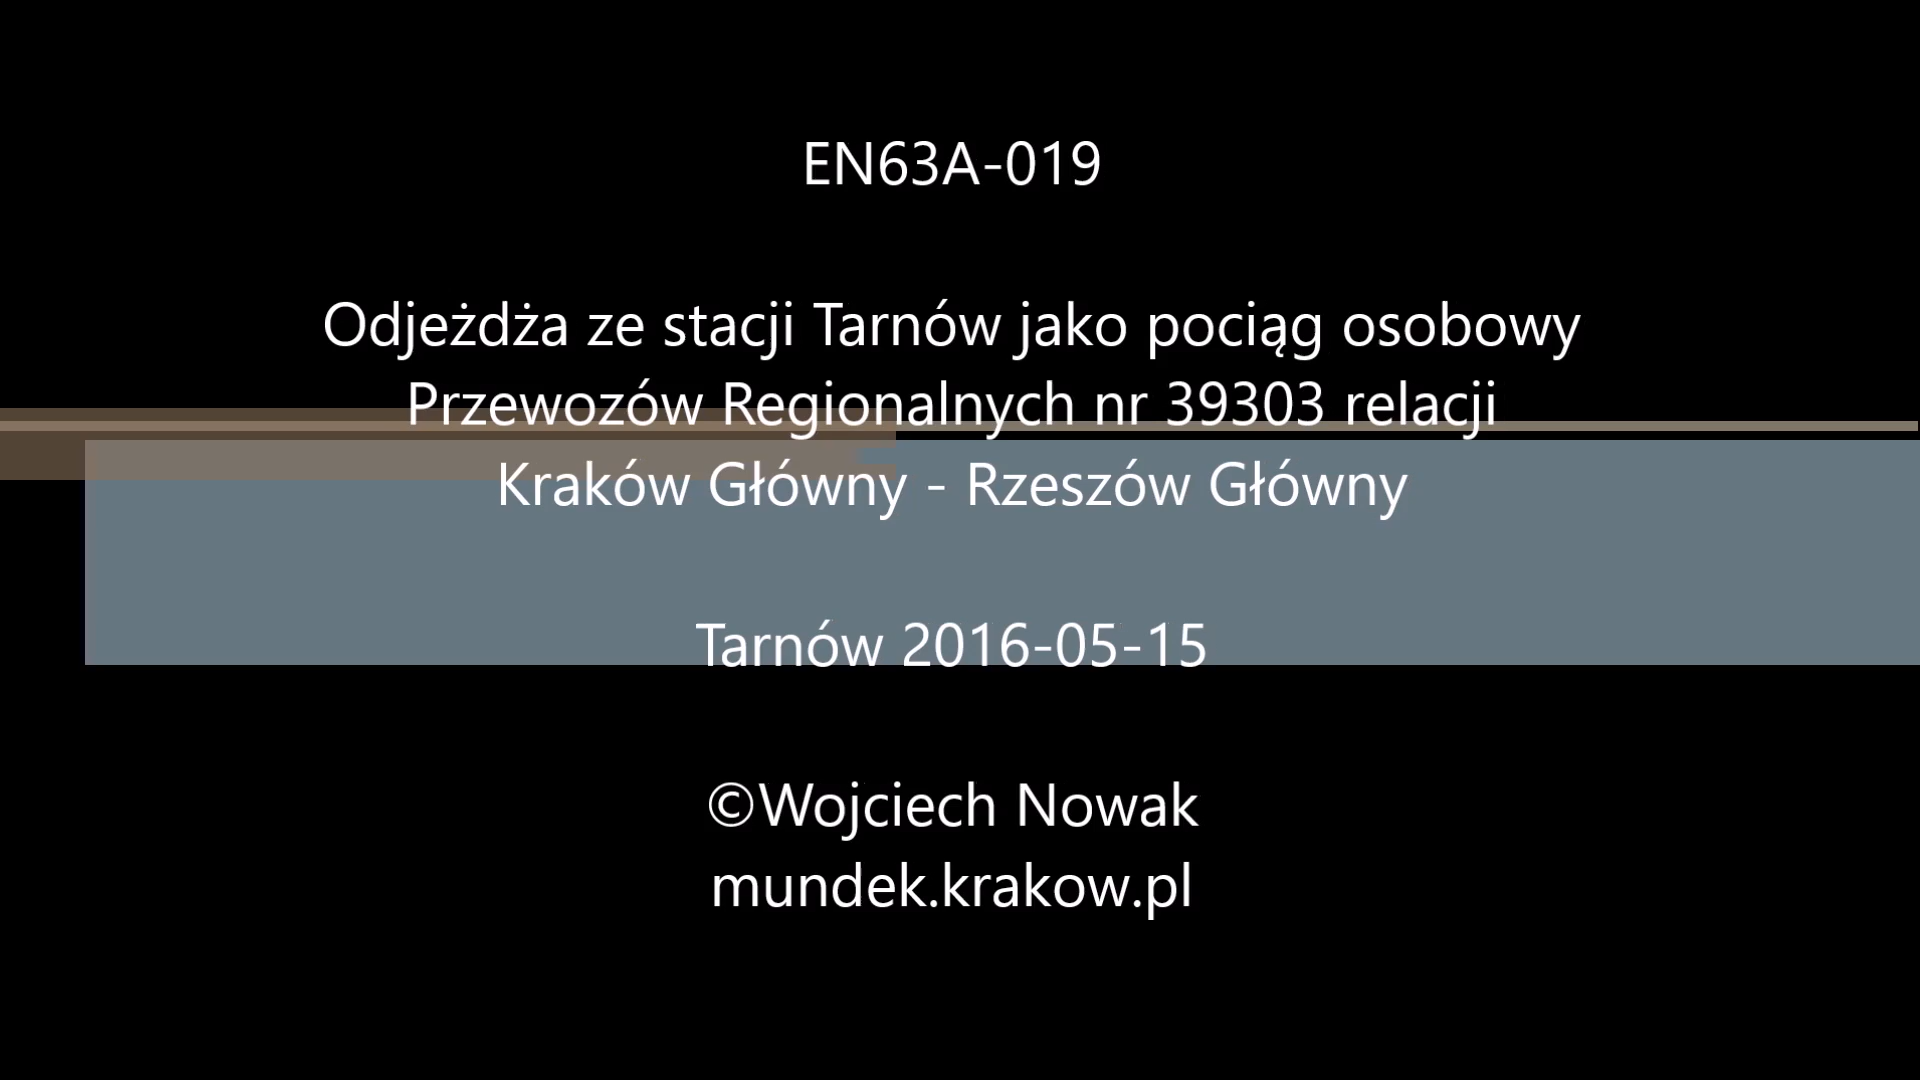 EN63A-019
Odjeżdża ze stacji Tarnów jako pociąg osobowy
Przewozów Regionalnych nr 39303 relacji
Kraków Główny - Rzeszów Główny
Tarnów 2016-05-15
©Wojciech Nowak
mundek.krakow.pl